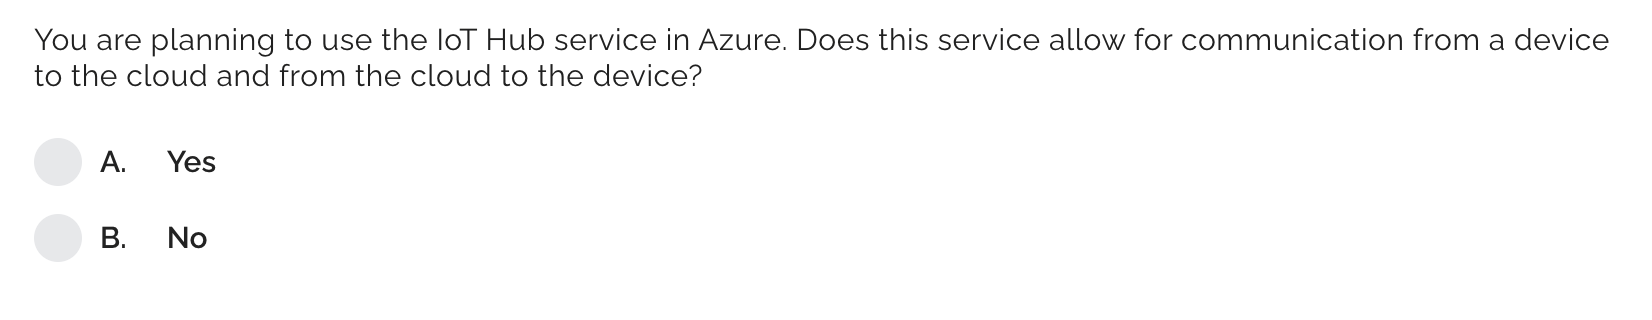 You are planning to use the IoT Hub service in Azure. Does this service allow for communication from a device
to the cloud and from the cloud to the device?
A. Yes
B. No